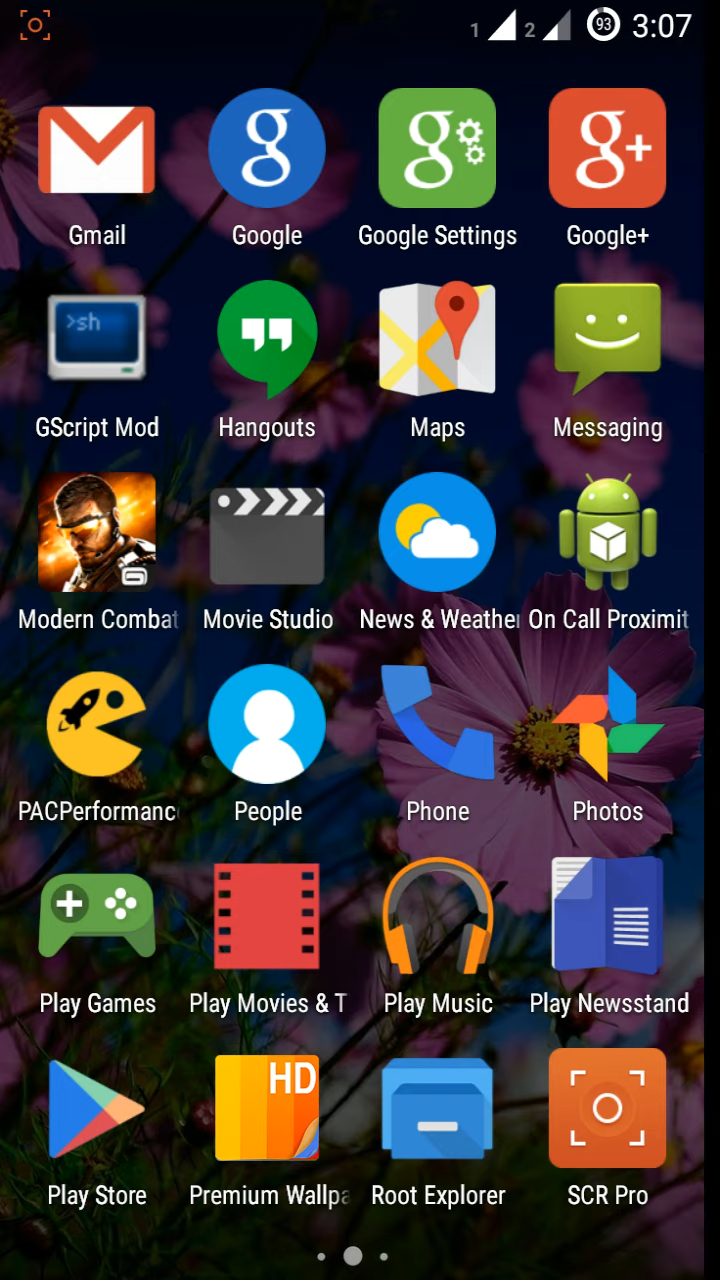 1 2 93 3:07
g g g+
Gmail Google Google Settings Google+
>sh
GScript Mod Hangouts Maps Messaging
Modern Combat Movie Studio News & Weather On Call Proximit
PACPerformanc People Phone Photos
Play Games Play Movies & T Play Music Play Newsstand
HD
Play Store Premium Wallpa Root Explorer SCR Pro